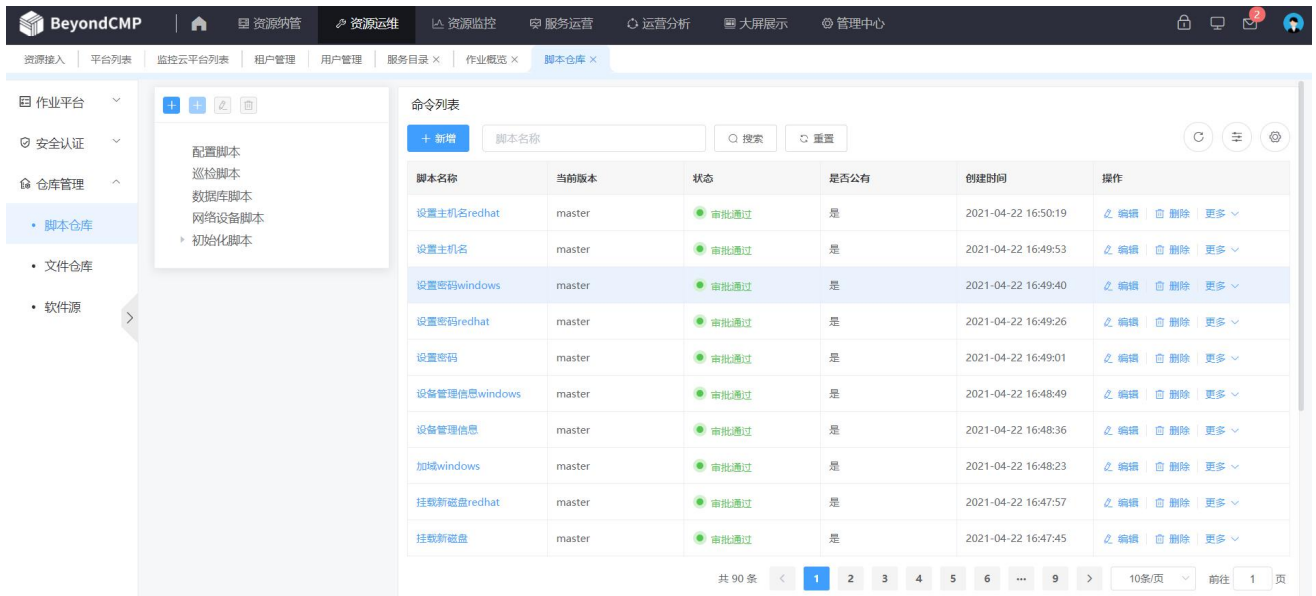 BeyondCMP 资源纳管 资源运维 资源监控 服务运营 运营分析 大屏展示 管理中心 2
资源接入 平台列表 监控云平台列表 租户管理 用户管理 服务目录 × 作业概览 × 脚本仓库 ×
作业平台
安全认证
仓库管理
• 脚本仓库
• 文件仓库
• 软件源
配置脚本
巡检脚本
数据库脚本
网络设备脚本
初始化脚本
命令列表
+ 新增 脚本名称 搜索 重置
脚本名称 当前版本 状态 是否公有 创建时间 操作
设置主机名redhat master 审批通过 是 2021-04-22 16:50:19 编辑 删除 更多
设置主机名 master 审批通过 是 2021-04-22 16:49:53 编辑 删除 更多
设置密码windows master 审批通过 是 2021-04-22 16:49:40 编辑 删除 更多
设置密码redhat master 审批通过 是 2021-04-22 16:49:26 编辑 删除 更多
设置密码 master 审批通过 是 2021-04-22 16:49:01 编辑 删除 更多
设备管理信息windows master 审批通过 是 2021-04-22 16:48:49 编辑 删除 更多
设备管理信息 master 审批通过 是 2021-04-22 16:48:36 编辑 删除 更多
加域windows master 审批通过 是 2021-04-22 16:48:23 编辑 删除 更多
挂载新磁盘redhat master 审批通过 是 2021-04-22 16:47:57 编辑 删除 更多
挂载新磁盘 master 审批通过 是 2021-04-22 16:47:45 编辑 删除 更多
共 90 条 < 1 2 3 4 5 6 ··· 9 > 10条/页 前往 1 页